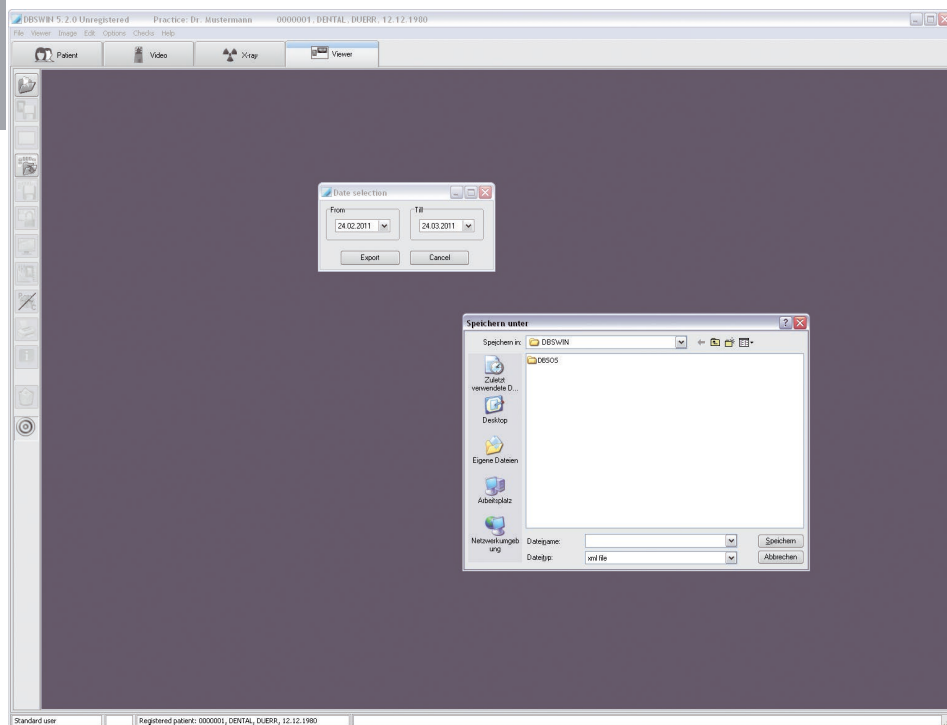 DBSWIN 5.2.0 Unregistered Practice: Dr. Mustermann 0000001, DENTAL, DUERR, 12.12.1980
File Viewer Image Edit Options Checks Help
Patient Video X-ray Viewer
Date selection
From Till
24.02.2011 24.03.2011
Export Cancel
Speichern unter
Speichern in: DBSWIN
DBSOS
Zuletzt
verwendete D...
Desktop
Eigene Dateien
Arbeitsplatz
Netzwerkumgeb
ung
Dateiname: Speichern
Dateityp: xml file Abbrechen
Standard user Registered patient: 0000001, DENTAL, DUERR, 12.12.1980